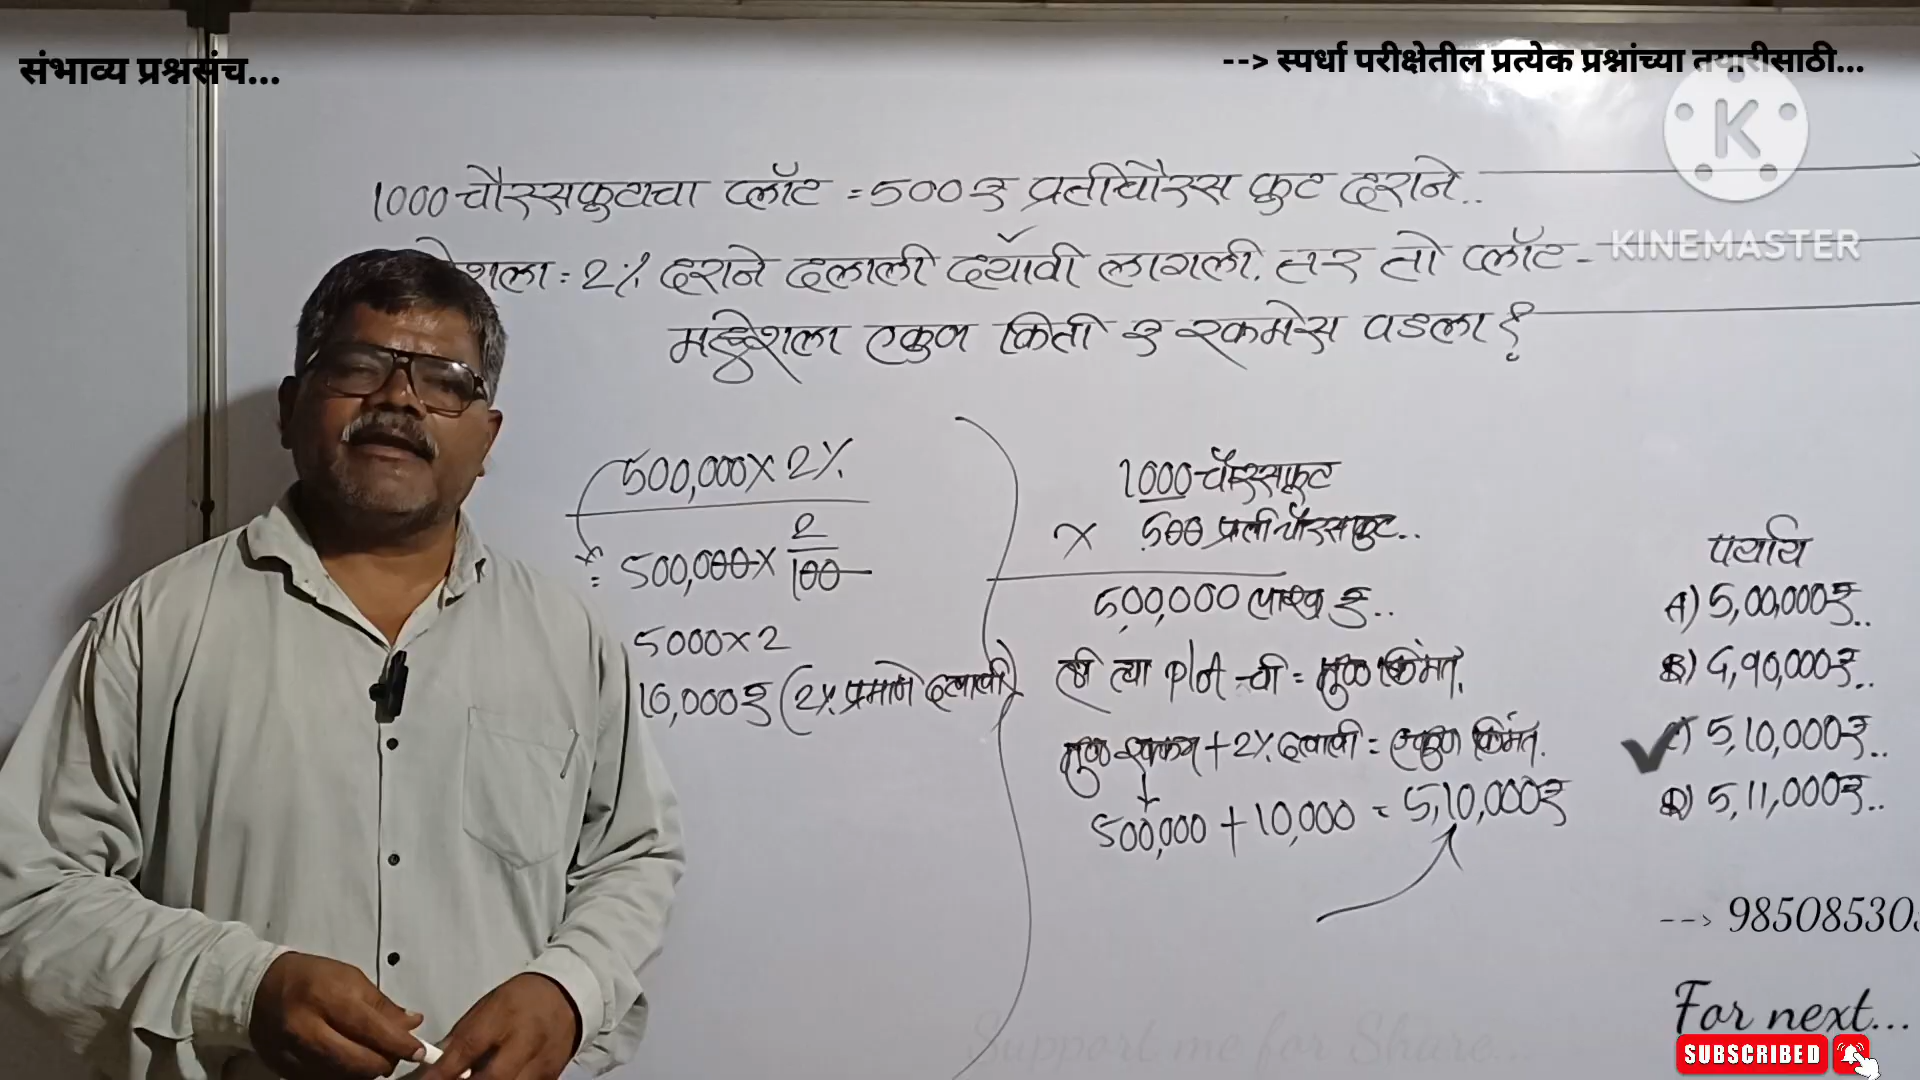 संभाव्य प्रश्नसंच...
--> स्पर्धा परीक्षेतील प्रत्येक प्रश्नांच्या तयारीसाठी...
K
KINEMASTER
1000 चौरसफुटाचा प्लॉट = 500 रु प्रतीचौरस फुट दराने..
शला = 2% दराने दलाली द्यावी लागली. तर तो प्लॉट -
महेशला एकुण किती रु रकमेस पडला ?
500,000 X 2%
= 500,000 X 2/100
5000 X 2
10,000 रु (2% प्रमाणे दलाली)
1000 चौरसफुट
X 500 प्रती चौरस फुट..
500,000 लाख रु..
ही त्या plot ची = मुळ किंमत.
मुळ रक्कम + 2% दलाली = एकुण किंमत.
500,000 + 10,000 = 5,10,000 रु
पर्याय
A) 5,00,000 रु..
B) 4,90,000 रु..
C) 5,10,000 रु..
D) 5,11,000 रु..
--> 985085303
For next...
Support me for Share...
SUBSCRIBED